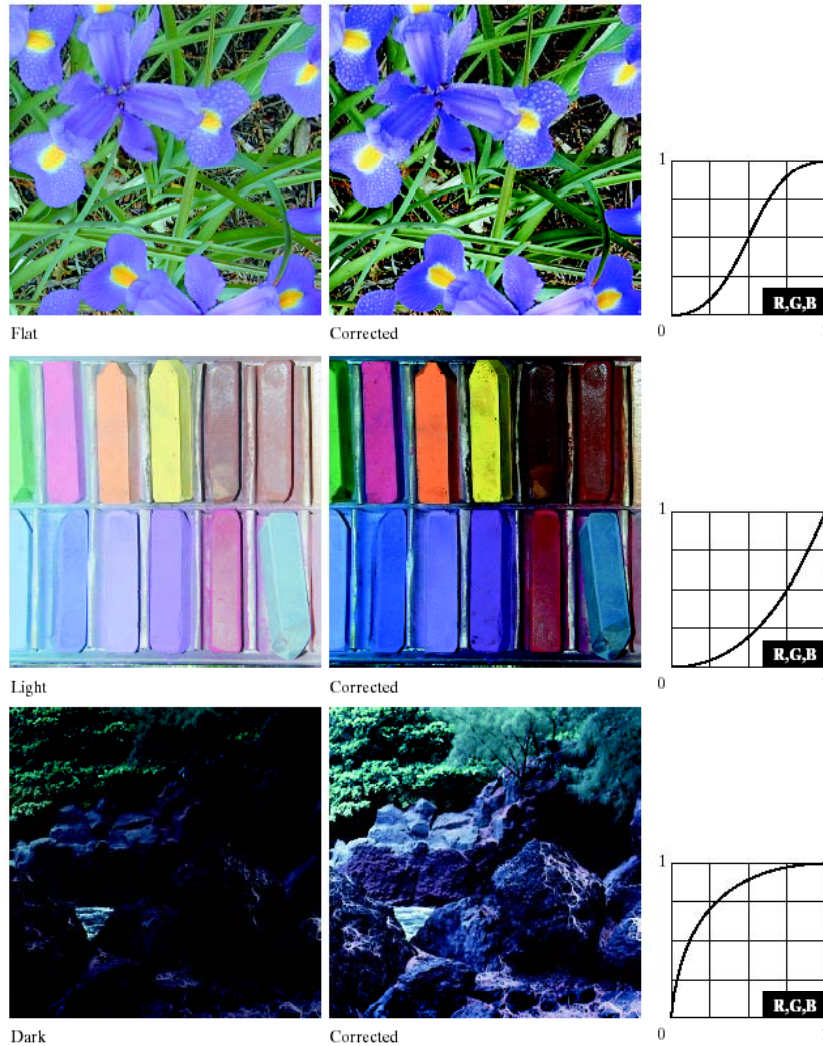 1
R,G,B
0
Flat
Corrected
1
R,G,B
0
Light
Corrected
1
R,G,B
0
Dark
Corrected